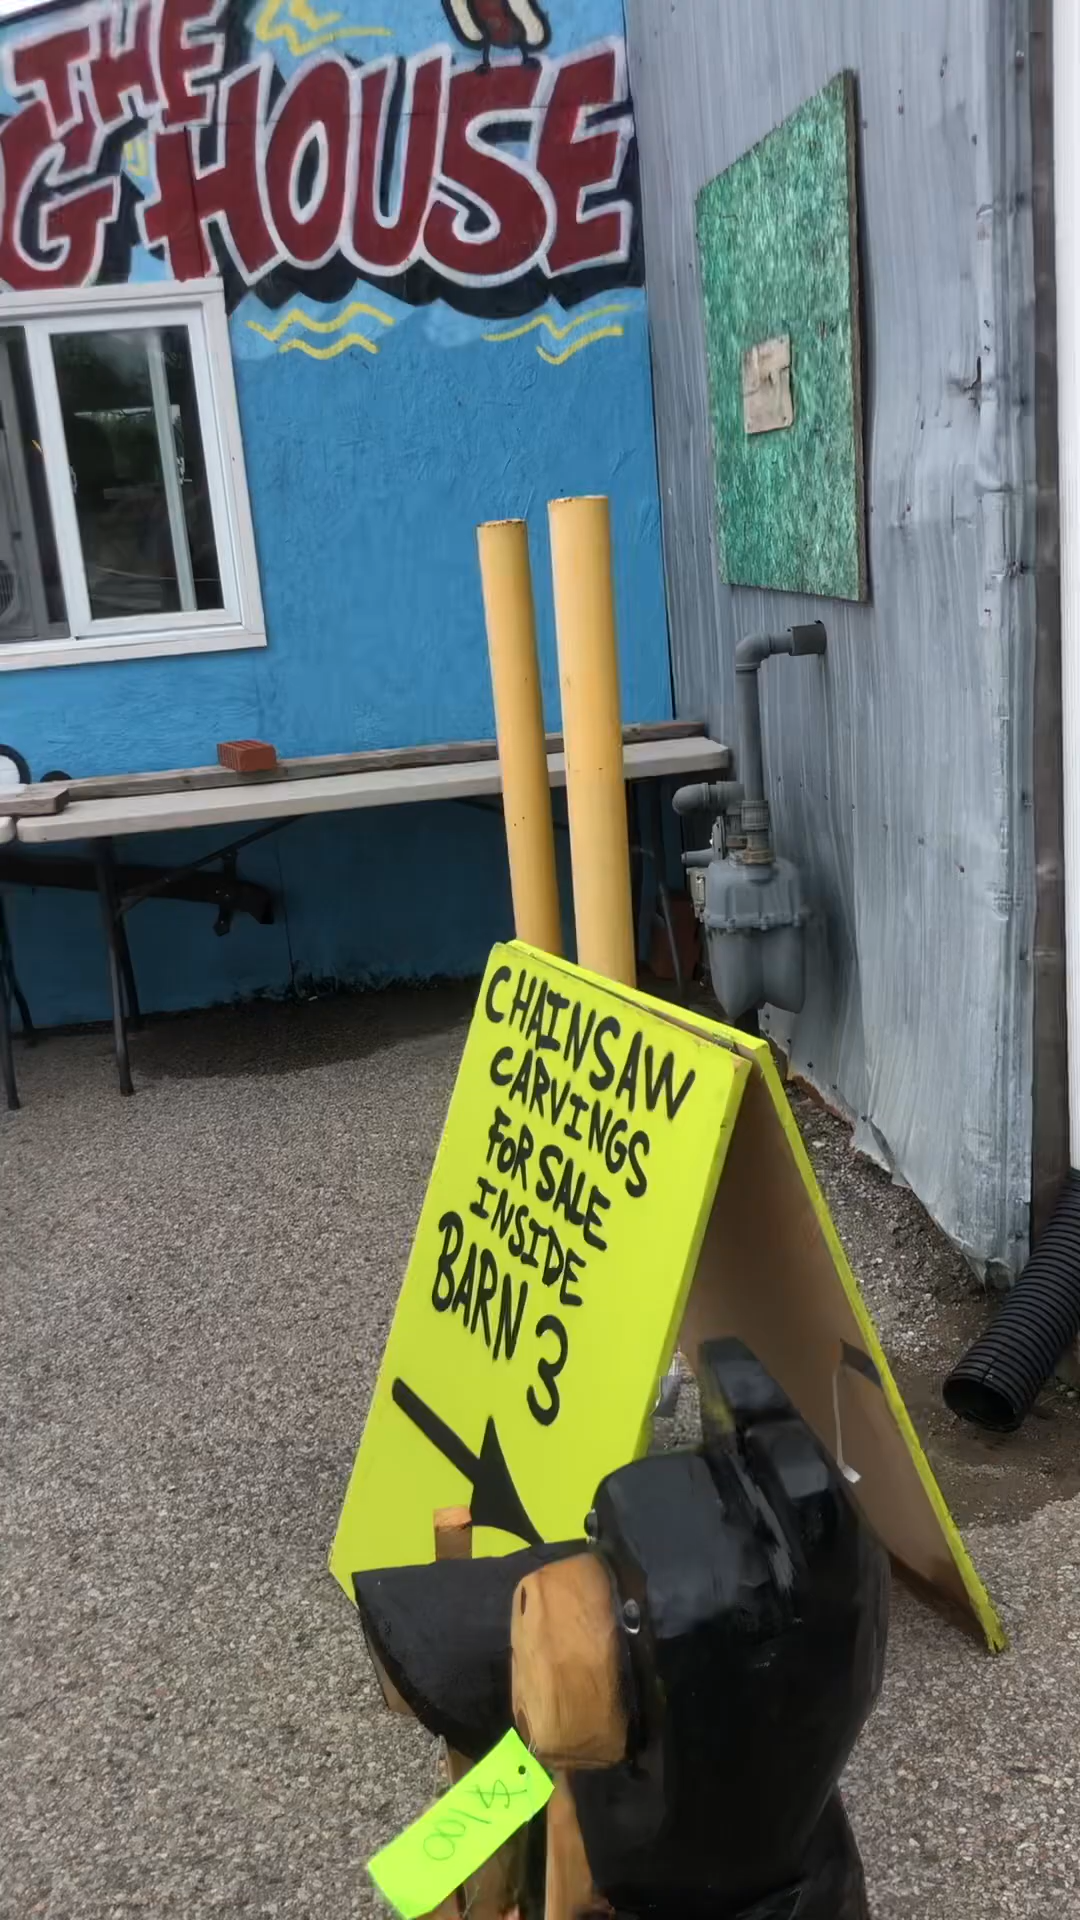 THE
G HOUSE
CHAINSAW
CARVINGS
FOR SALE
INSIDE
BARN 3
$100